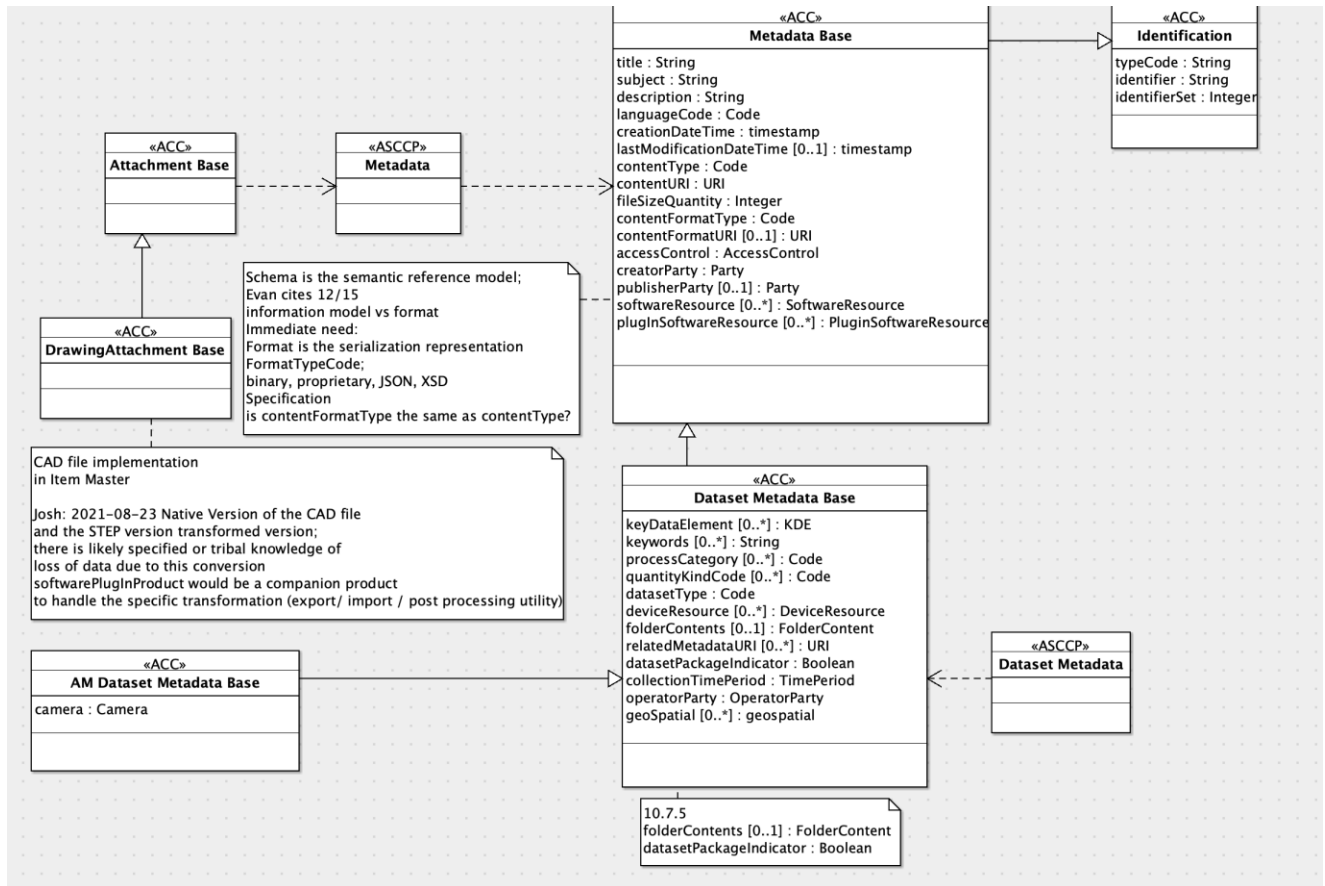 «ACC»
Metadata Base
title : String
subject : String
description : String
languageCode : Code
creationDateTime : timestamp
lastModificationDateTime [0..1] : timestamp
contentType : Code
contentURI : URI
fileSizeQuantity : Integer
contentFormatType : Code
contentFormatURI [0..1] : URI
accessControl : AccessControl
creatorParty : Party
publisherParty [0..1] : Party
softwareResource [0..*] : SoftwareResource
plugInSoftwareResource [0..*] : PluginSoftwareResource
«ACC»
Identification
typeCode : String
identifier : String
identifierSet : Integer
«ACC»
Attachment Base
«ASCCP»
Metadata
Schema is the semantic reference model;
Evan cites 12/15
information model vs format
Immediate need:
Format is the serialization representation
FormatTypeCode;
binary, proprietary, JSON, XSD
Specification
is contentFormatType the same as contentType?
«ACC»
DrawingAttachment Base
CAD file implementation
in Item Master
Josh: 2021-08-23 Native Version of the CAD file
and the STEP version transformed version;
there is likely specified or tribal knowledge of
loss of data due to this conversion
softwarePlugInProduct would be a companion product
to handle the specific transformation (export/ import / post processing utility)
«ACC»
Dataset Metadata Base
keyDataElement [0..*] : KDE
keywords [0..*] : String
processCategory [0..*] : Code
quantityKindCode [0..*] : Code
datasetType : Code
deviceResource [0..*] : DeviceResource
folderContents [0..1] : FolderContent
relatedMetadataURI [0..*] : URI
datasetPackageIndicator : Boolean
collectionTimePeriod : TimePeriod
operatorParty : OperatorParty
geoSpatial [0..*] : geospatial
«ASCCP»
Dataset Metadata
«ACC»
AM Dataset Metadata Base
camera : Camera
10.7.5
folderContents [0..1] : FolderContent
datasetPackageIndicator : Boolean